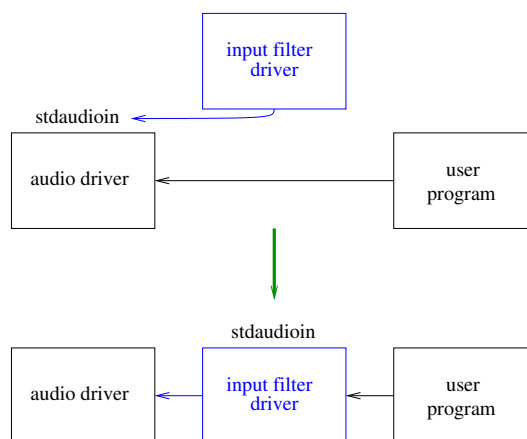 input filter
driver
stdaudioin
audio driver
user
program
stdaudioin
audio driver
input filter
driver
user
program